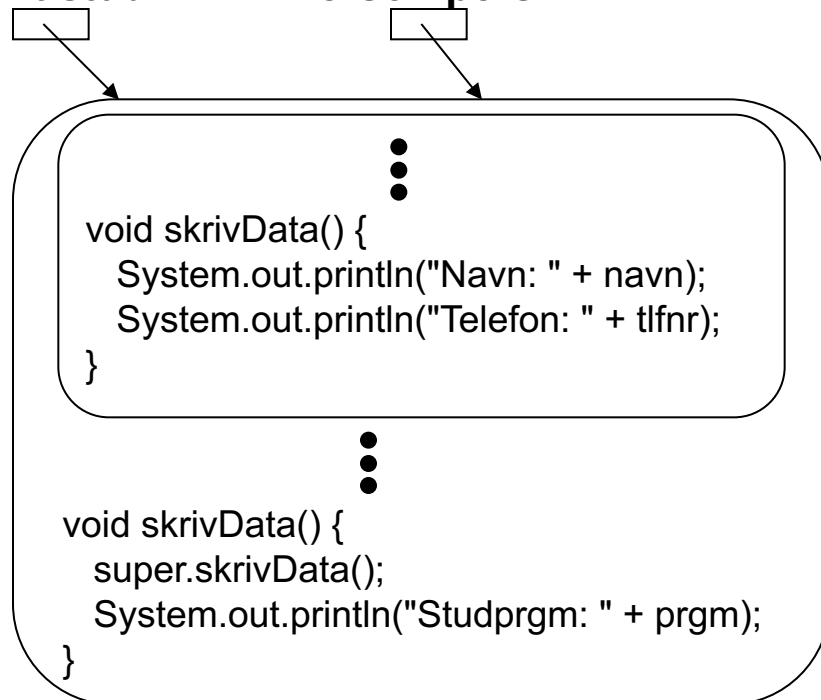 void skrivData() {
System.out.println("Navn: " + navn);
System.out.println("Telefon: " + tlfnr);
}
void skrivData() {
super.skrivData();
System.out.println("Studprgm: " + prgm);
}